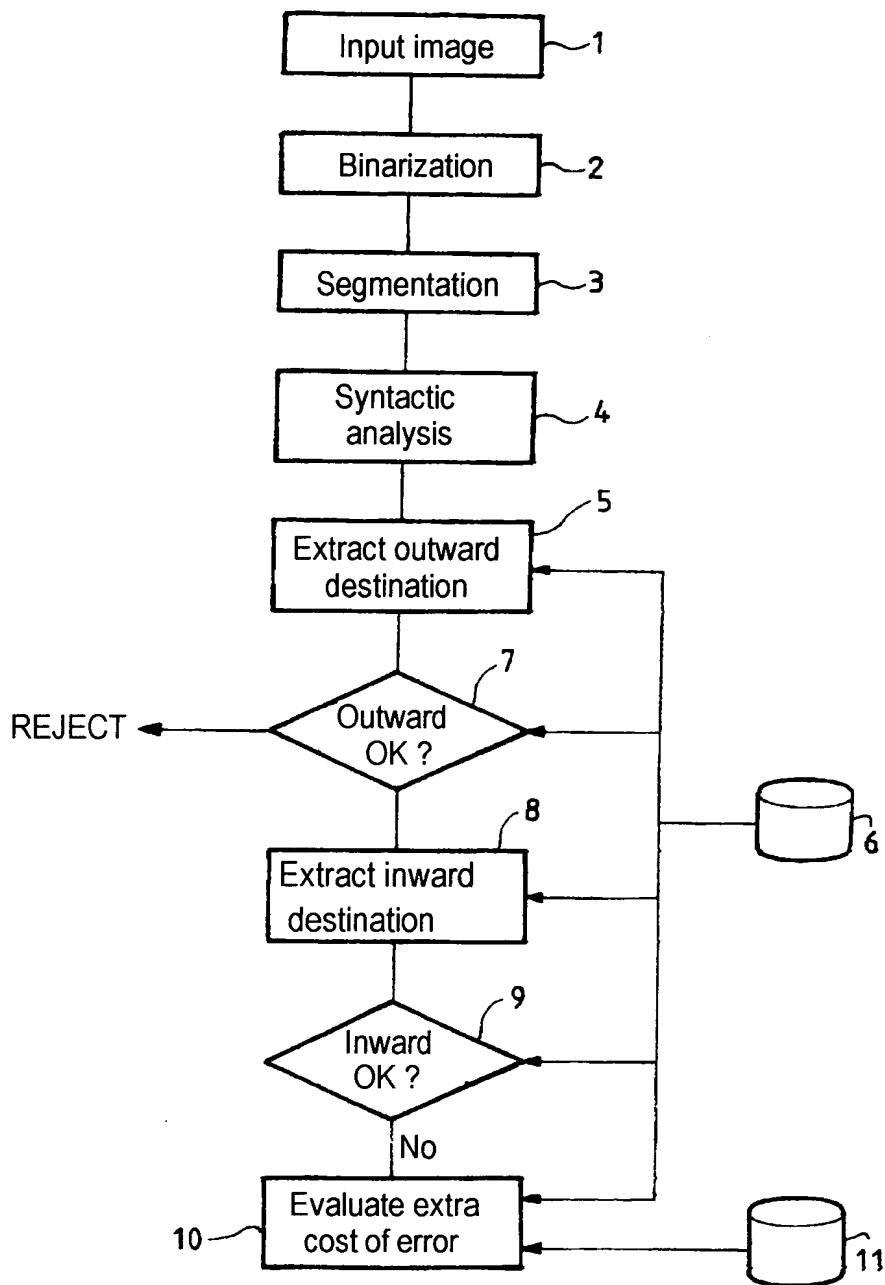 Input image
1
Binarization
2
Segmentation
3
Syntactic
analysis
4
5
Extract outward
destination
7
REJECT
Outward
OK ?
8
6
Extract inward
destination
9
Inward
OK ?
No
10
Evaluate extra
cost of error
11